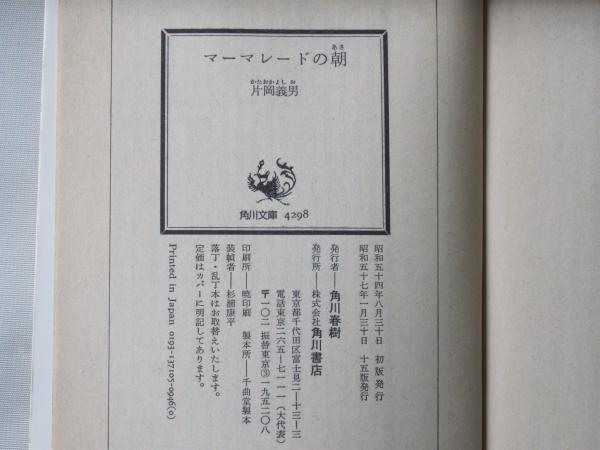 マーマレードの朝
あさ
片岡義男
かたおかよしお
角川文庫 4298
昭和五十四年八月三十日 初版発行
昭和五十七年一月三十日 十五版発行
発行者―角川春樹
発行所―株式会社角川書店
東京都千代田区富士見二―十三―三
電話東京二六五―七一一一(大代表)
〒一〇二 振替東京③一九五二〇八
印刷所―暁印刷 製本所―千曲堂製本
装幀者―杉浦康平
落丁・乱丁本はお取替えいたします。
定価はカバーに明記してあります。
Printed in Japan 0193-137105-0946(0)